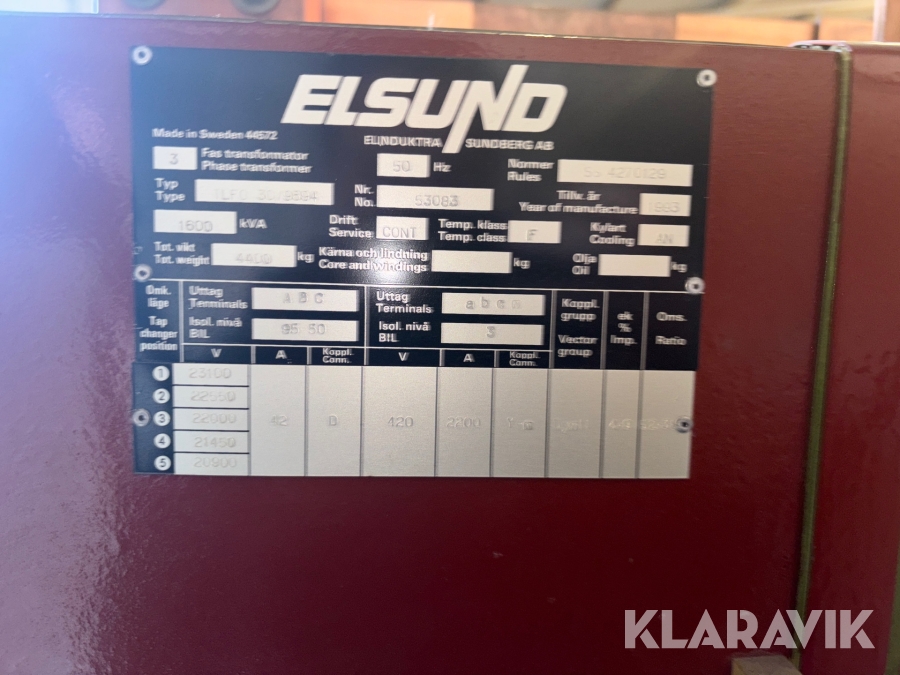 ELSUND
Made in Sweden 44572
ELINDUKTRA SUNDBERG AB
3 Fas transformator
Phase transformer
50 Hz
Normer
Rules
Typ
Type
Nr.
No. 53083
Tillv. år
Year of manufacture 1993
1600 kVA
Drift
Service CONT
Temp. klass
Temp. class F
Kylart
Cooling AN
Tot. vikt
Tot. weight 4400 kg
Kärna och lindning
Core and windings kg
Olja
Oil kg
Omk. läge
Tap changer position
Uttag
Terminals A B C
Isol. nivå
BIL 95 50
Uttag
Terminals a b c n
Isol. nivå
BIL 3
Koppl. grupp
Vector group
ek % Imp.
Oms.
Ratio
V A Koppl. Conn. V A Koppl. Conn.
1 23100
2 22550
3 22000 42 D 420 2200
4 21450
5 20900
KLARAVIK